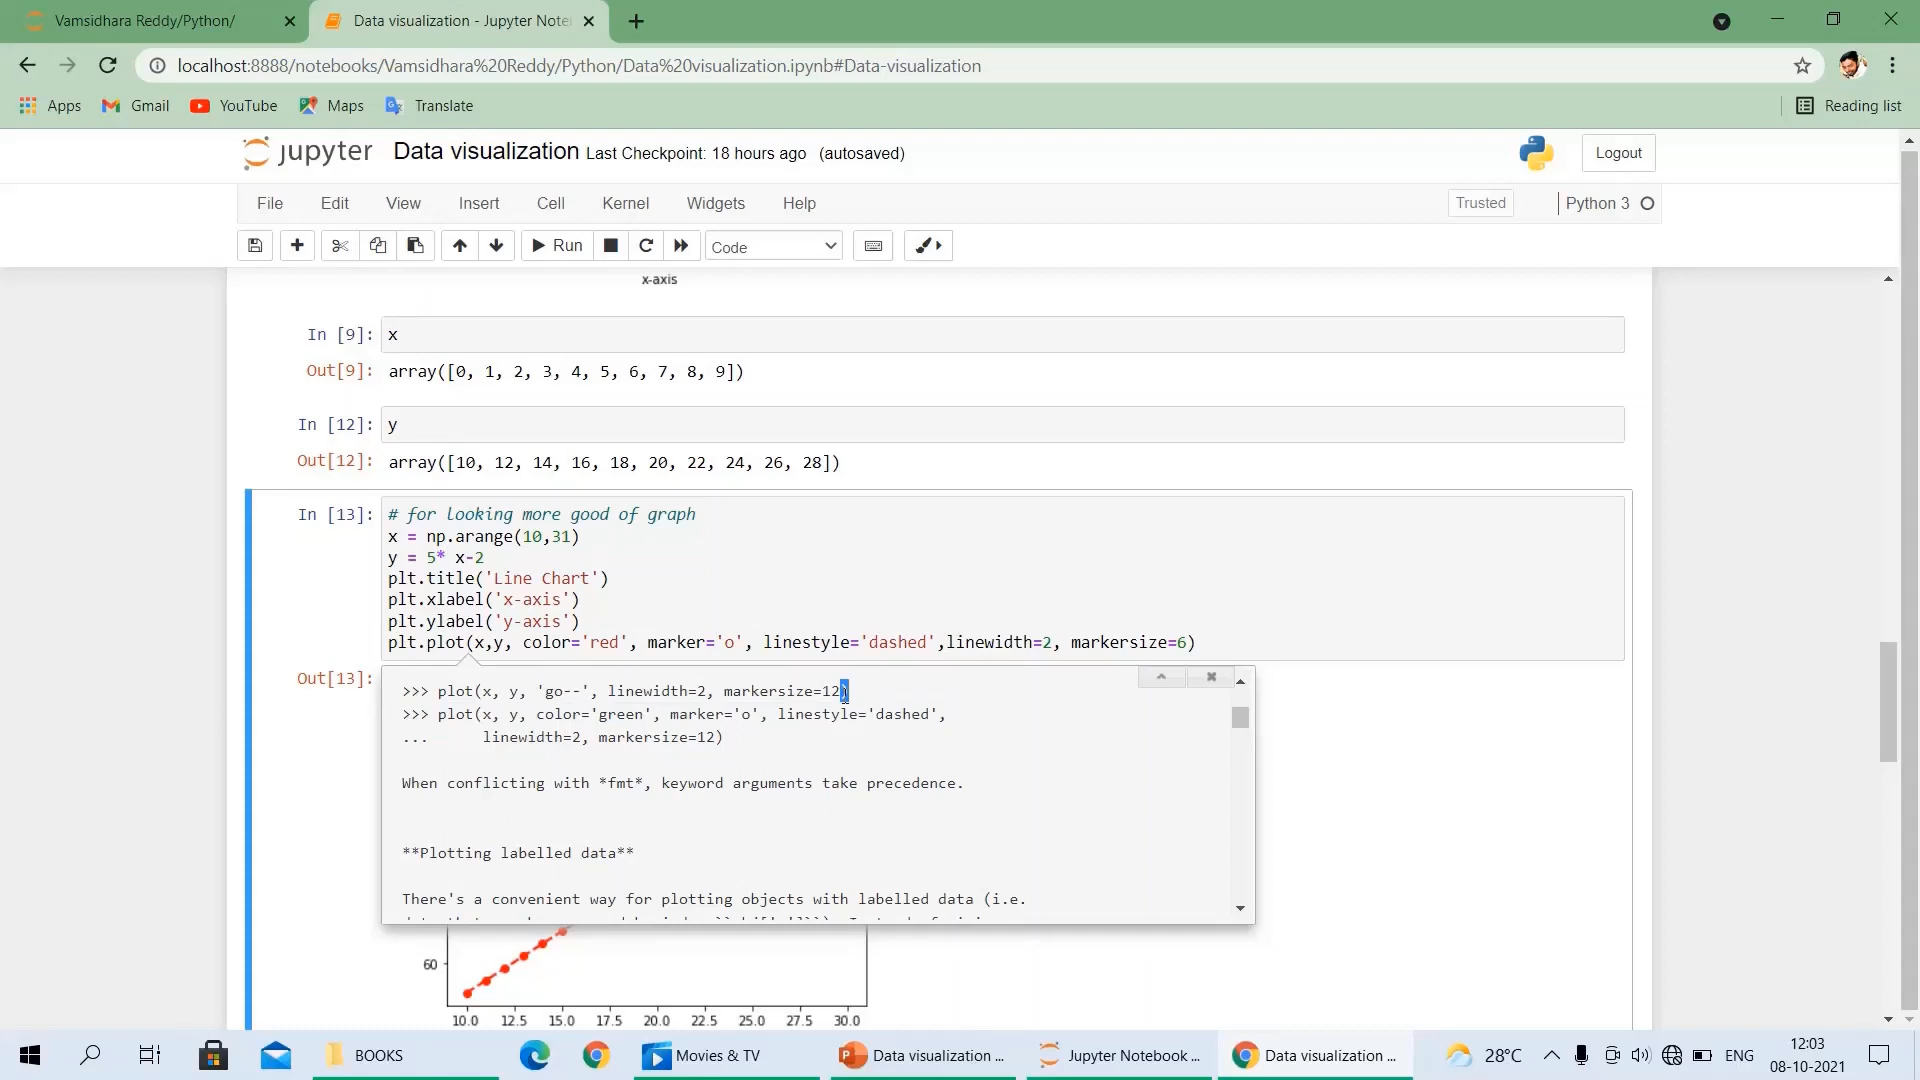 Vamsidhara Reddy/Python/
Data visualization - Jupyter Note
localhost:8888/notebooks/Vamsidhara%20Reddy/Python/Data%20visualization.ipynb#Data-visualization
Apps Gmail YouTube Maps Translate Reading list
jupyter Data visualization Last Checkpoint: 18 hours ago (autosaved) Logout
File Edit View Insert Cell Kernel Widgets Help Trusted Python 3
Run Code
x-axis
In [9]: x
Out[9]: array([0, 1, 2, 3, 4, 5, 6, 7, 8, 9])
In [12]: y
Out[12]: array([10, 12, 14, 16, 18, 20, 22, 24, 26, 28])
In [13]: # for looking more good of graph
x = np.arange(10,31)
y = 5* x-2
plt.title('Line Chart')
plt.xlabel('x-axis')
plt.ylabel('y-axis')
plt.plot(x,y, color='red', marker='o', linestyle='dashed',linewidth=2, markersize=6)
Out[13]:
>>> plot(x, y, 'go--', linewidth=2, markersize=12)
>>> plot(x, y, color='green', marker='o', linestyle='dashed',
... linewidth=2, markersize=12)
When conflicting with *fmt*, keyword arguments take precedence.
**Plotting labelled data**
There's a convenient way for plotting objects with labelled data (i.e.
60
10.0 12.5 15.0 17.5 20.0 22.5 25.0 27.5 30.0
BOOKS Movies & TV Data visualization ... Jupyter Notebook ... Data visualization ... 28°C ENG 12:03
08-10-2021